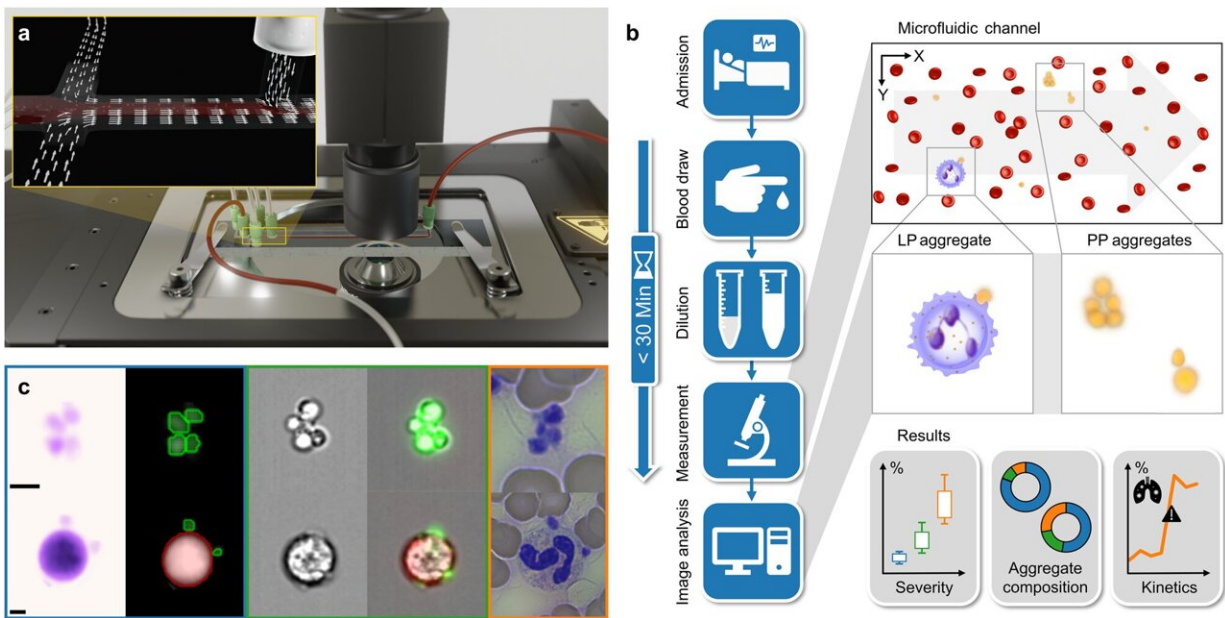 a
b
Admission
Blood draw
Dilution
Measurement
Image analysis
< 30 Min
Microfluidic channel
X
Y
LP aggregate
PP aggregates
Results
%
Severity
Aggregate
composition
%
Kinetics
c